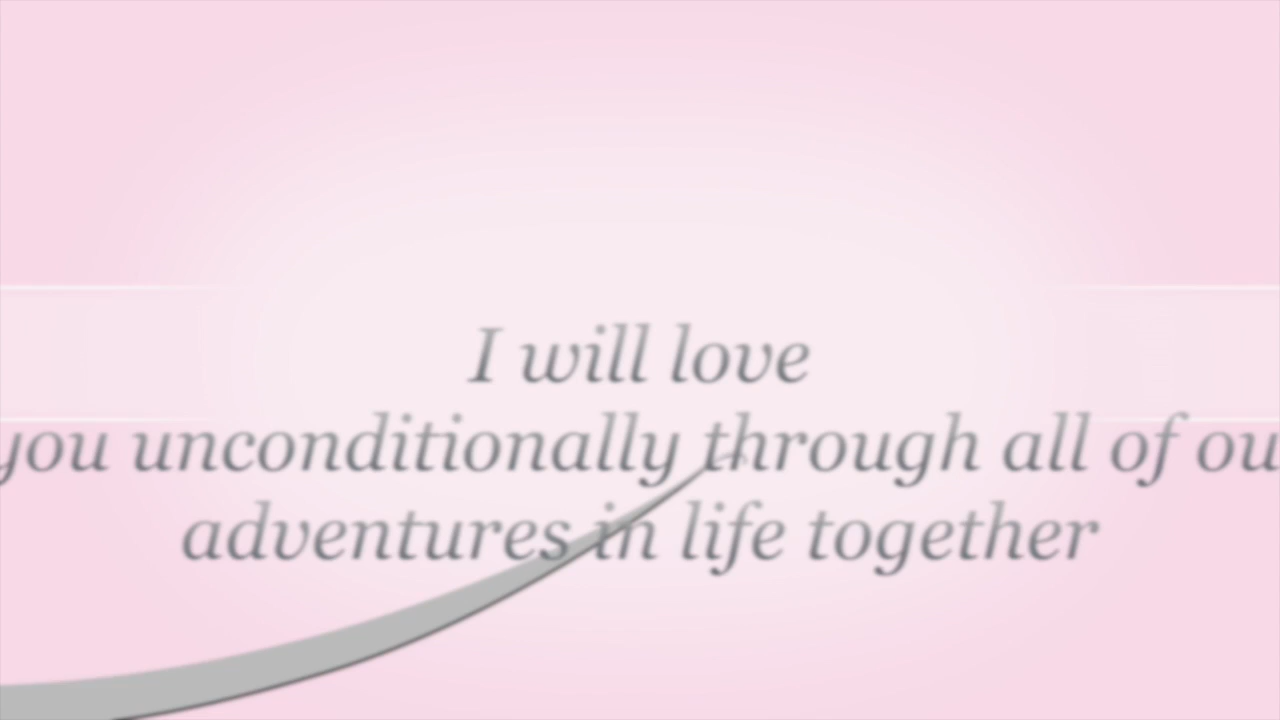 I will love
you unconditionally through all of ou
adventures in life together